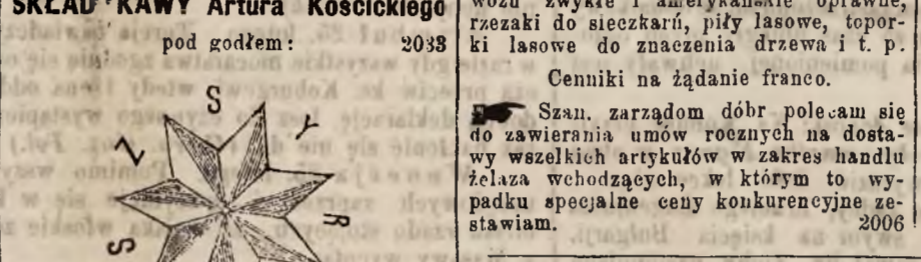 SKŁAD KAWY Artura Kościckiego
pod godłem: 2033
S
Y
Z
R
S
wozu zwykłe i amerykańskie oprawne,
rzezaki do sieczkarń, piły lasowe, topor-
ki lasowe do znaczenia drzewa i t. p.
Cenniki na żądanie franco.
Szan. zarządom dóbr polecam się
do zawierania umów rocznych na dosta-
wy wszelkich artykułów w zakres handlu
żelaza wchodzących, w którym to wy-
padku specjalne ceny konkurencyjne ze-
stawiam. 2006